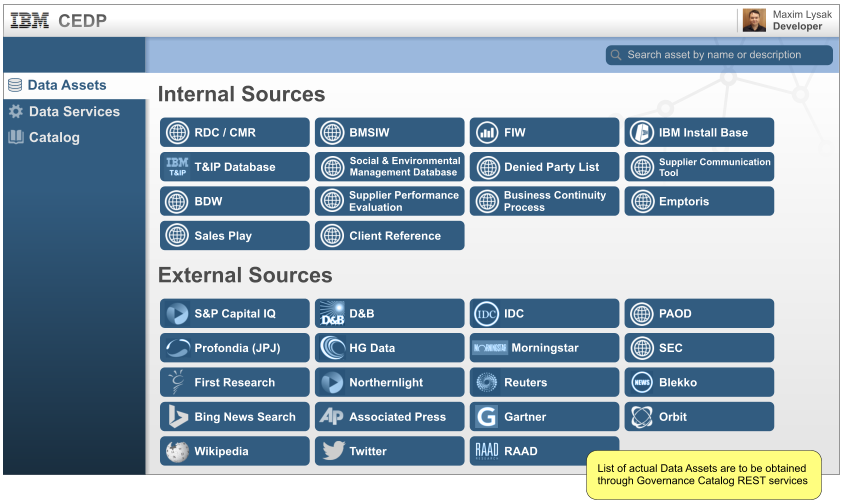 IBM CEDP
Maxim Lysak
Developer
Search asset by name or description
Data Assets
Data Services
Catalog
Internal Sources
RDC / CMR
BMSIW
FIW
IBM Install Base
IBM
T&IP
T&IP Database
Social & Environmental
Management Database
Denied Party List
Supplier Communication
Tool
BDW
Supplier Performance
Evaluation
Business Continuity
Process
Emptoris
Sales Play
Client Reference
External Sources
S&P Capital IQ
D&B
D&B
IDC
IDC
PAOD
Profondia (JPJ)
HG Data
MORNINGSTAR
Morningstar
SEC
First Research
Northernlight
Reuters
NEWS
Blekko
Bing News Search
AP
Associated Press
G
Gartner
Orbit
Wikipedia
Twitter
RAAD
RAAD
List of actual Data Assets are to be obtained
through Governance Catalog REST services